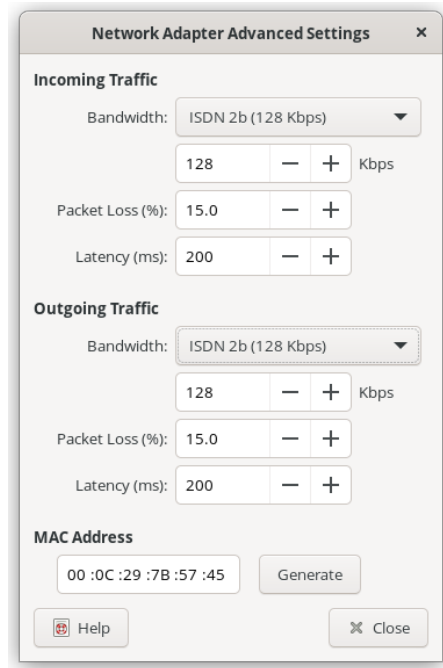 Network Adapter Advanced Settings ×
Incoming Traffic
Bandwidth: ISDN 2b (128 Kbps)
128 − + Kbps
Packet Loss (%): 15.0 − +
Latency (ms): 200 − +
Outgoing Traffic
Bandwidth: ISDN 2b (128 Kbps)
128 − + Kbps
Packet Loss (%): 15.0 − +
Latency (ms): 200 − +
MAC Address
00 :0C :29 :7B :57 :45 Generate
Help Close